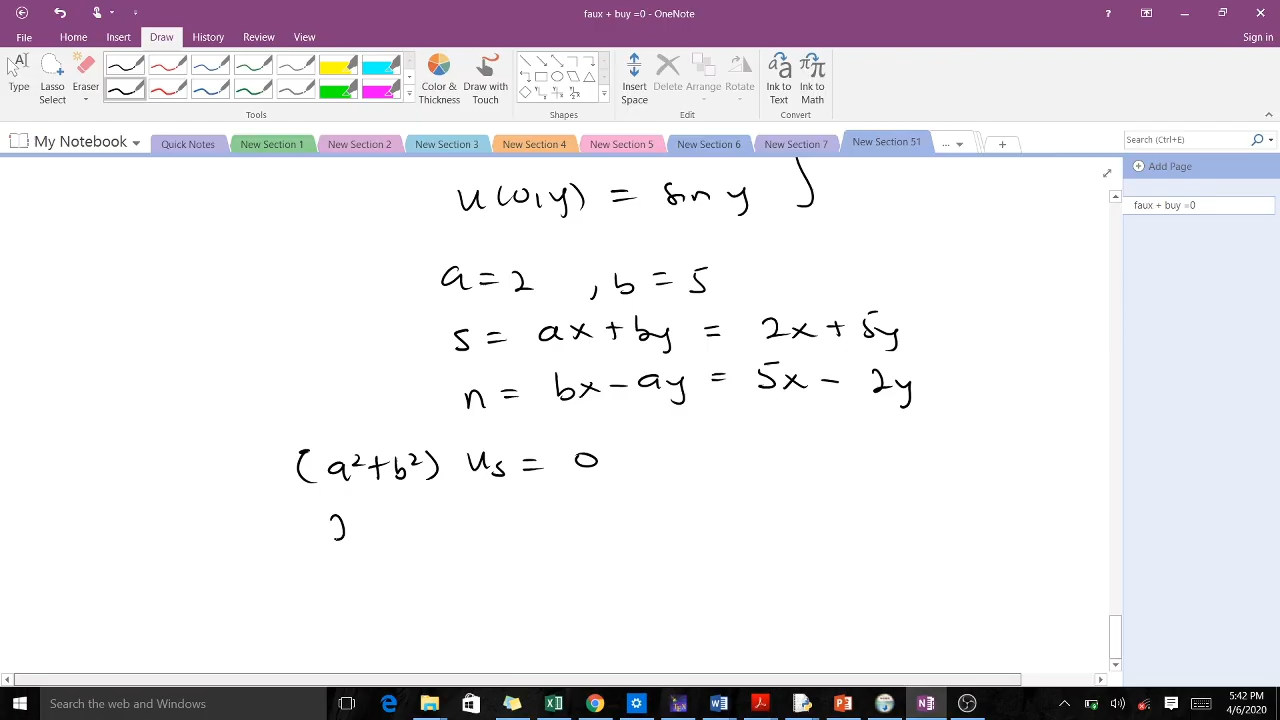 faux + buy =0 - OneNote
File Home Insert Draw History Review View Sign in
Type Lasso Select Eraser Color & Thickness Draw with Touch Insert Space Delete Arrange Rotate Ink to Text Ink to Math
Tools Shapes Edit Convert
My Notebook Quick Notes New Section 1 New Section 2 New Section 3 New Section 4 New Section 5 New Section 6 New Section 7 New Section 51 ... Search (Ctrl+E)
Add Page
faux + buy =0
u(0,y) = sin y
a = 2 , b = 5
s = ax + by = 2x + 5y
n = bx - ay = 5x - 2y
(a²+b²) us = 0
Search the web and Windows
5:42 PM
4/6/2020